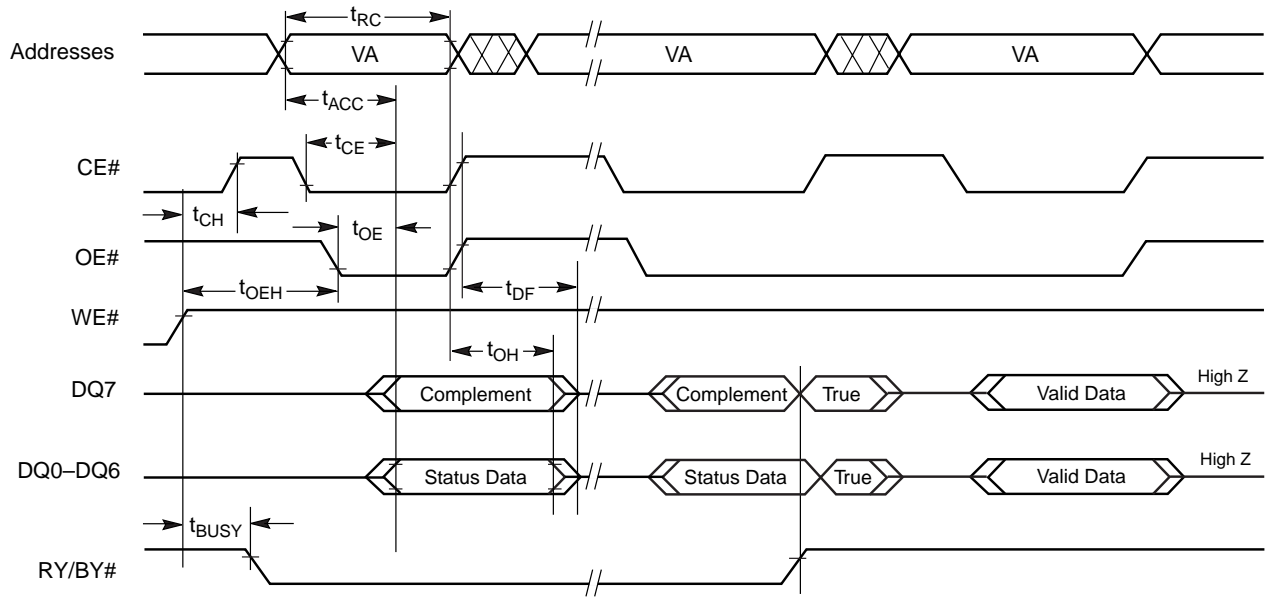 tRC
Addresses VA VA VA
tACC
tCE
CE#
tCH tOE
OE#
tOEH tDF
WE#
tOH
DQ7 Complement Complement True Valid Data High Z
DQ0–DQ6 Status Data Status Data True Valid Data High Z
tBUSY
RY/BY#